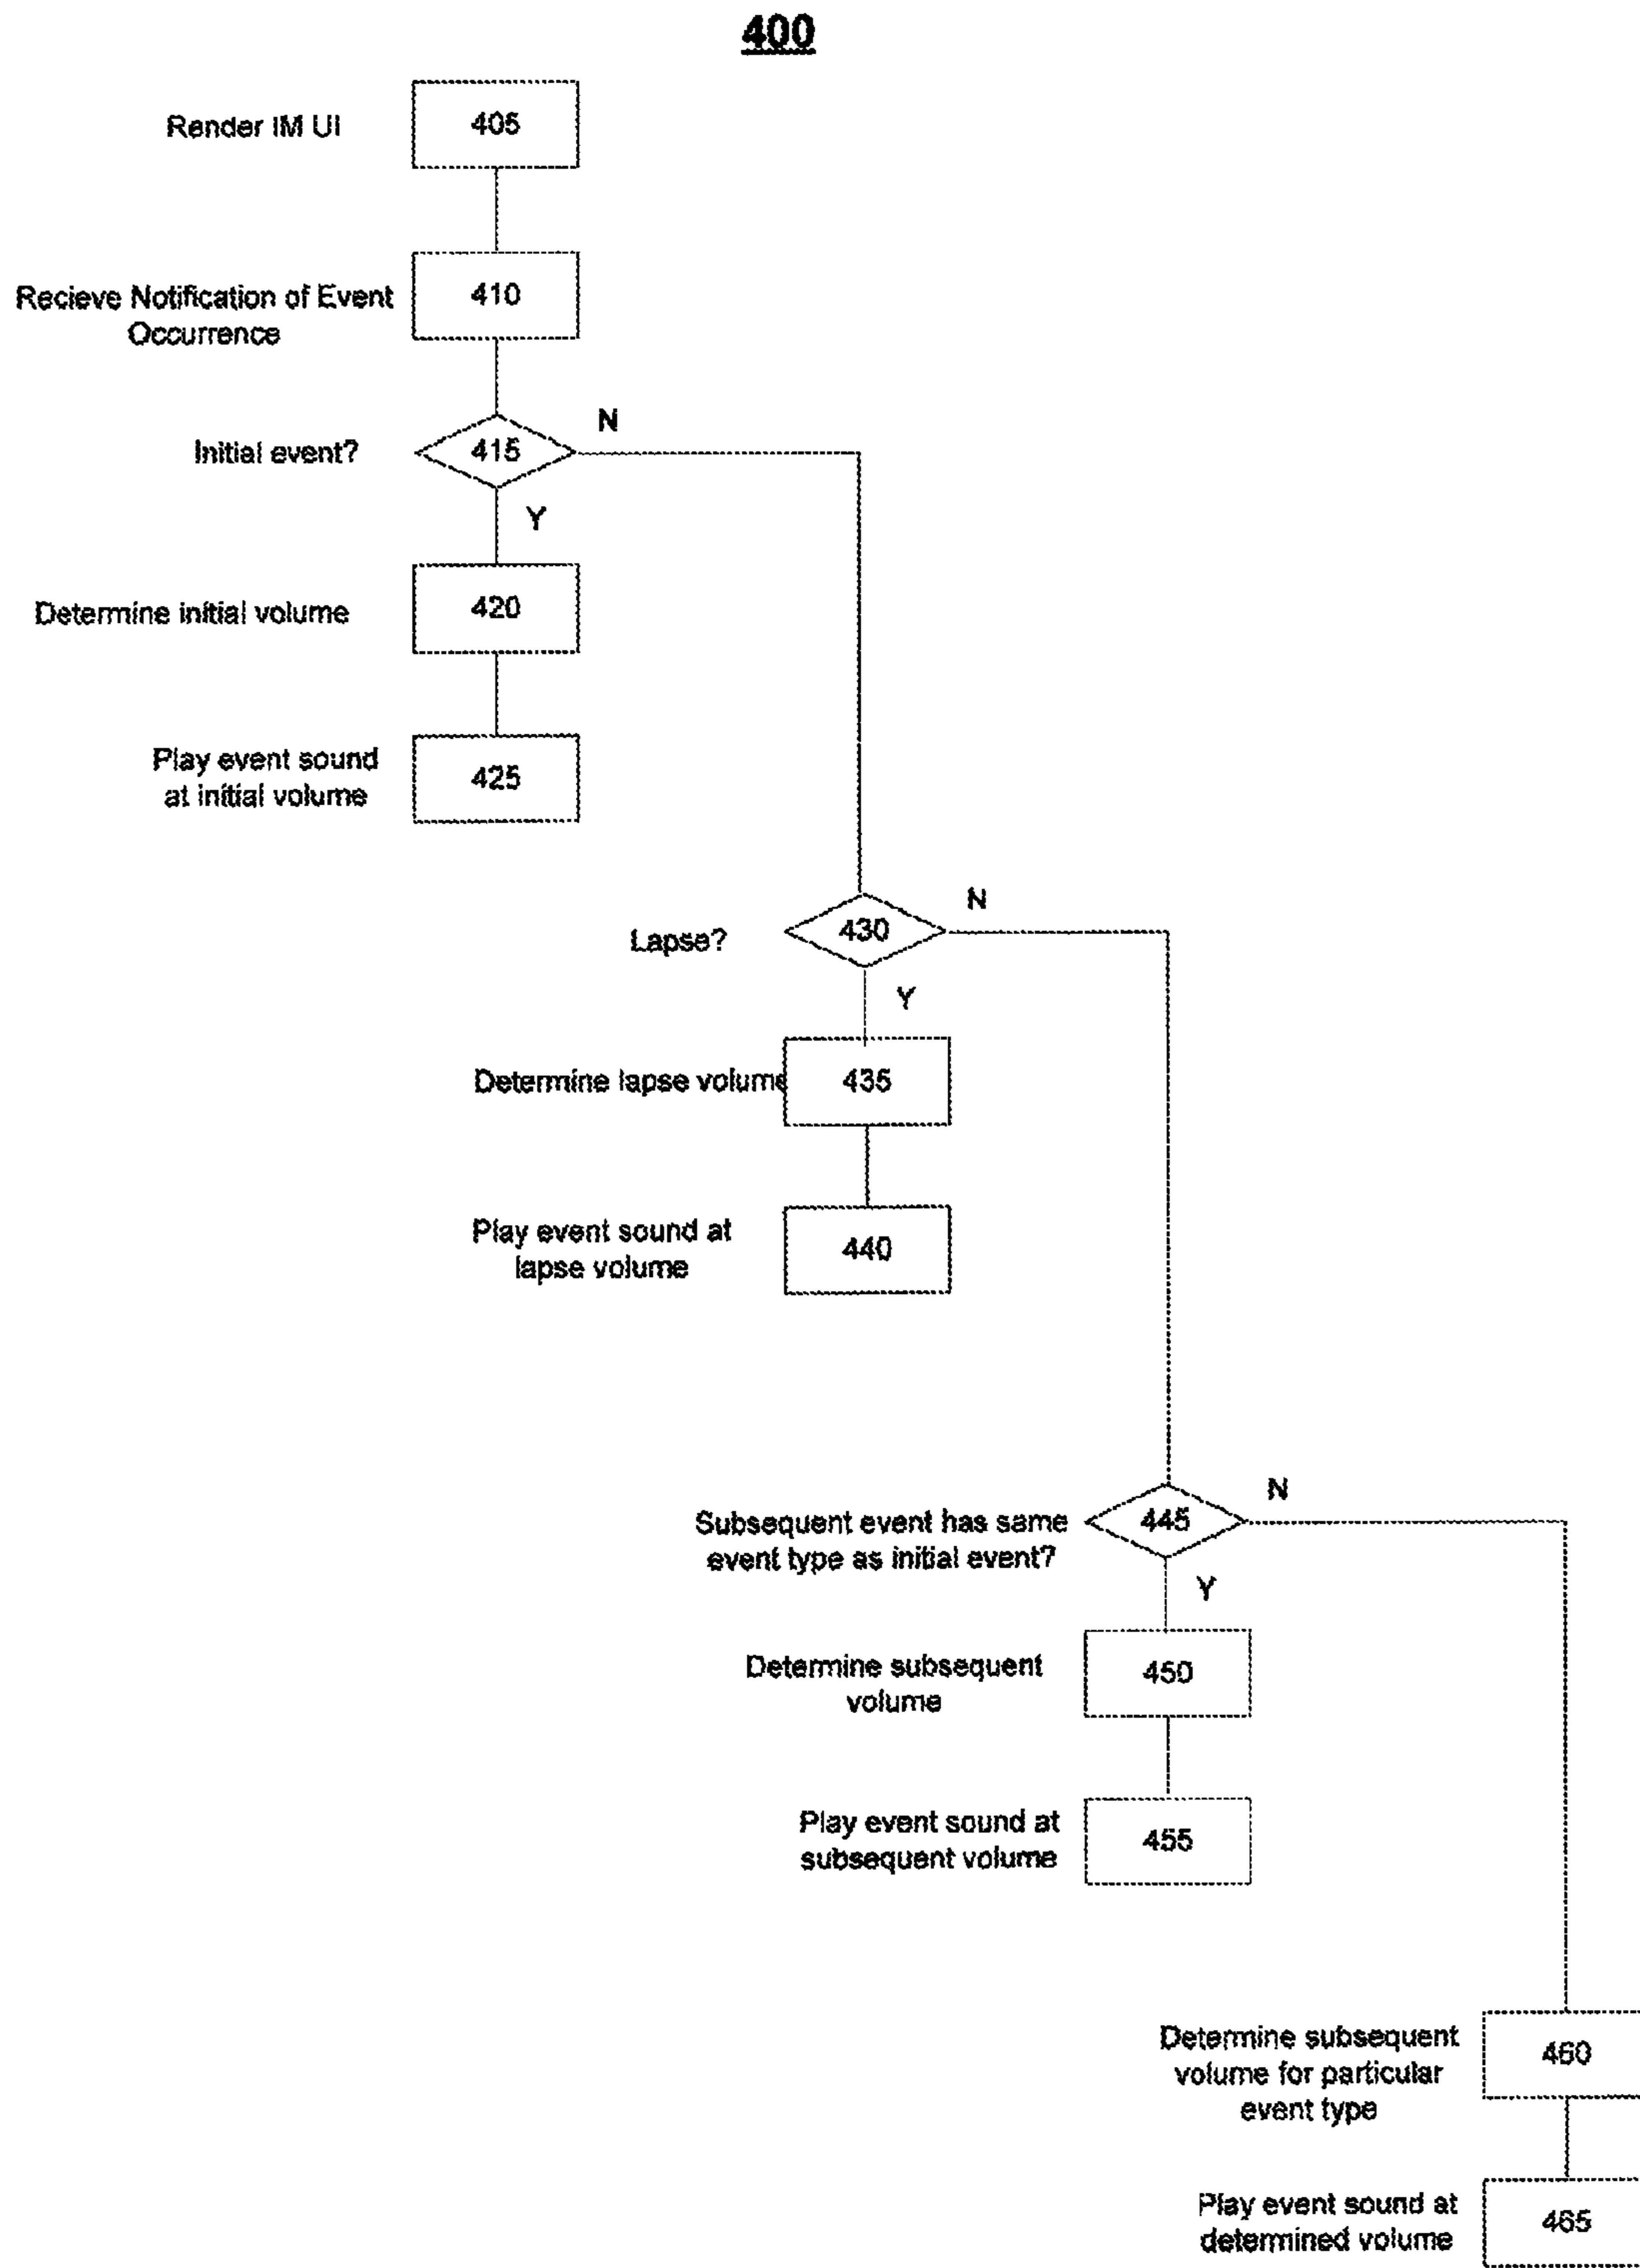 400
Render IM UI
405
Recieve Notification of Event
Occurrence
410
Initial event?
415
N
Y
Determine initial volume
420
Play event sound
at initial volume
425
Lapse?
430
N
Y
Determine lapse volume
435
Play event sound at
lapse volume
440
Subsequent event has same
event type as initial event?
445
N
Y
Determine subsequent
volume
450
Play event sound at
subsequent volume
455
Determine subsequent
volume for particular
event type
460
Play event sound at
determined volume
465